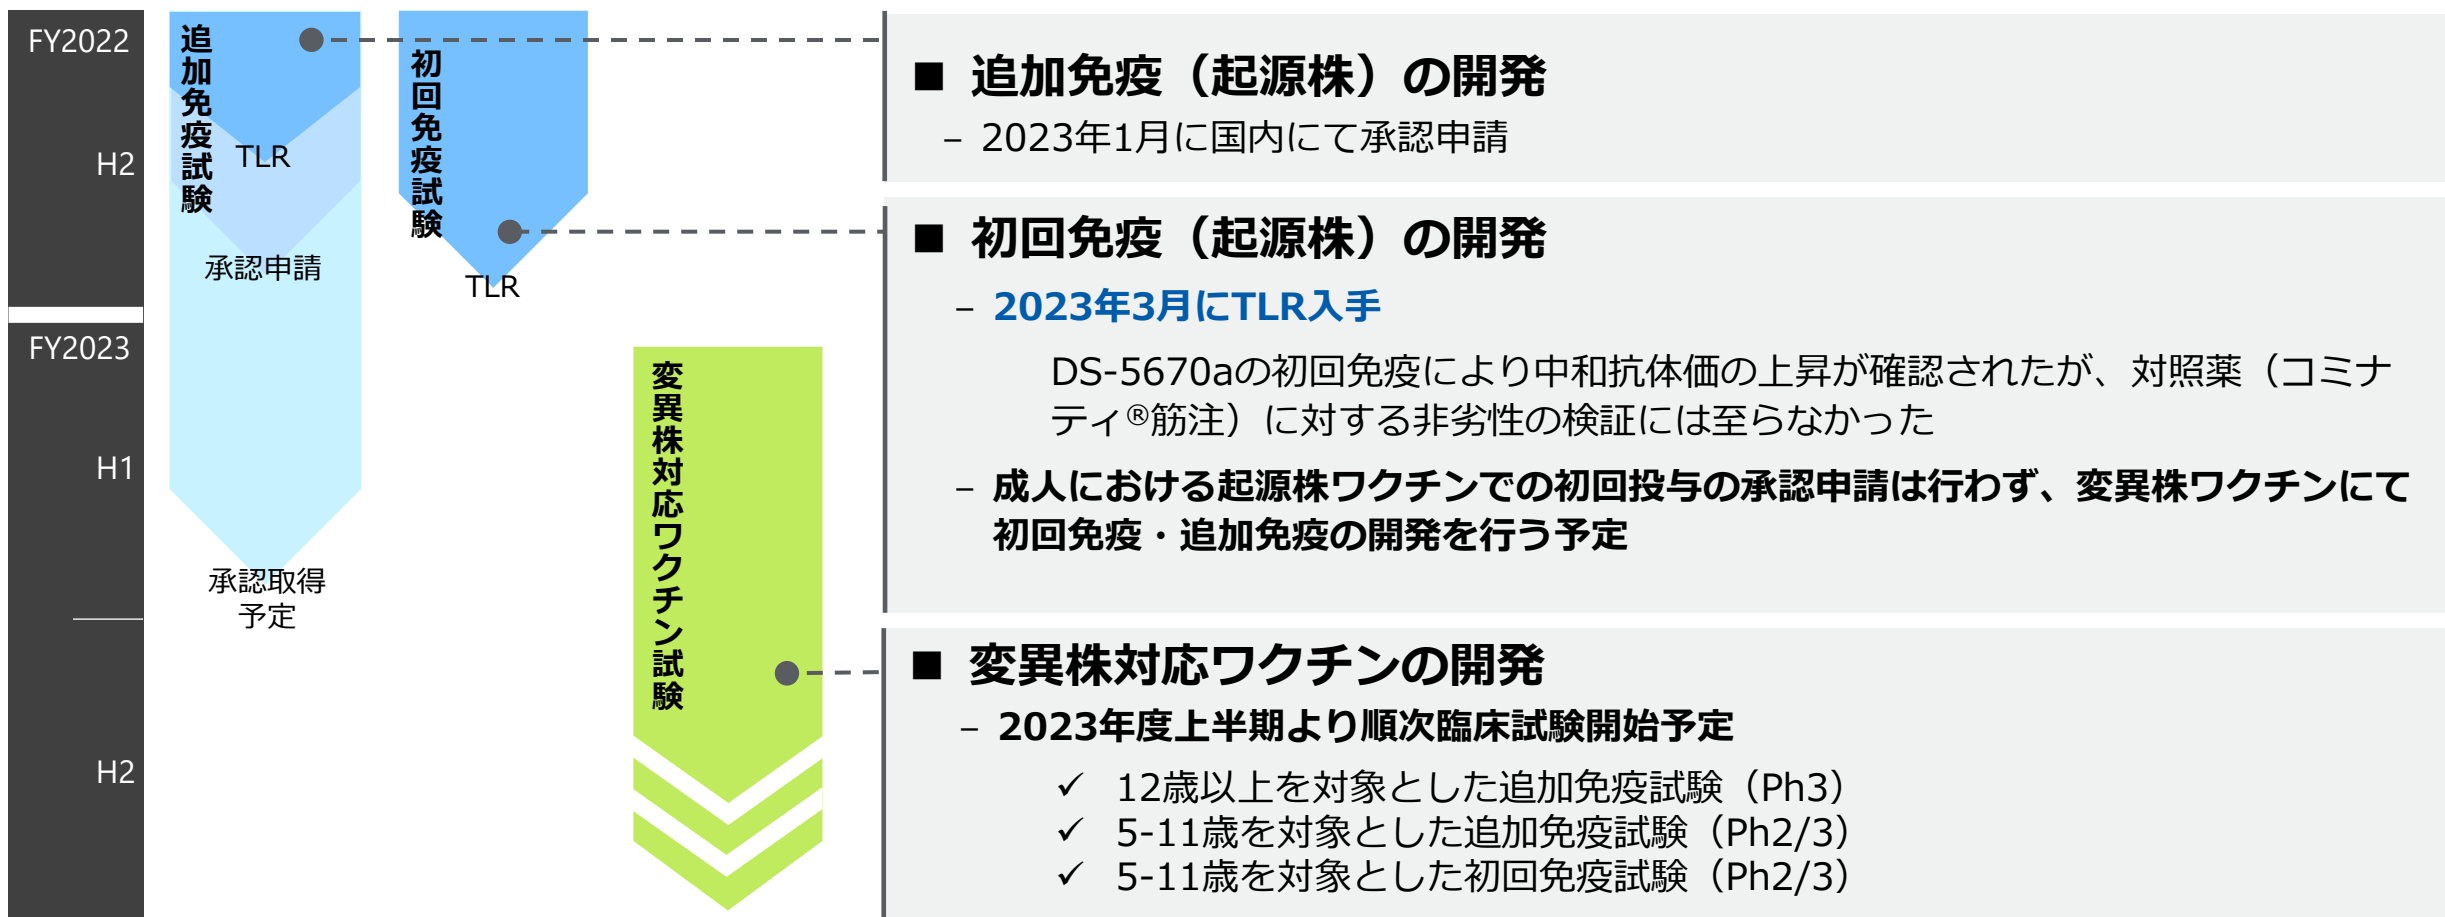 FY2022
H2
FY2023
H1
H2
追加免疫試験
TLR
承認申請
承認取得
予定
初回免疫試験
TLR
変異株対応ワクチン試験
■ 追加免疫（起源株）の開発
– 2023年1月に国内にて承認申請
■ 初回免疫（起源株）の開発
– 2023年3月にTLR入手
DS-5670aの初回免疫により中和抗体価の上昇が確認されたが、対照薬（コミナ
ティ®筋注）に対する非劣性の検証には至らなかった
– 成人における起源株ワクチンでの初回投与の承認申請は行わず、変異株ワクチンにて
初回免疫・追加免疫の開発を行う予定
■ 変異株対応ワクチンの開発
– 2023年度上半期より順次臨床試験開始予定
✓ 12歳以上を対象とした追加免疫試験（Ph3）
✓ 5-11歳を対象とした追加免疫試験（Ph2/3）
✓ 5-11歳を対象とした初回免疫試験（Ph2/3）